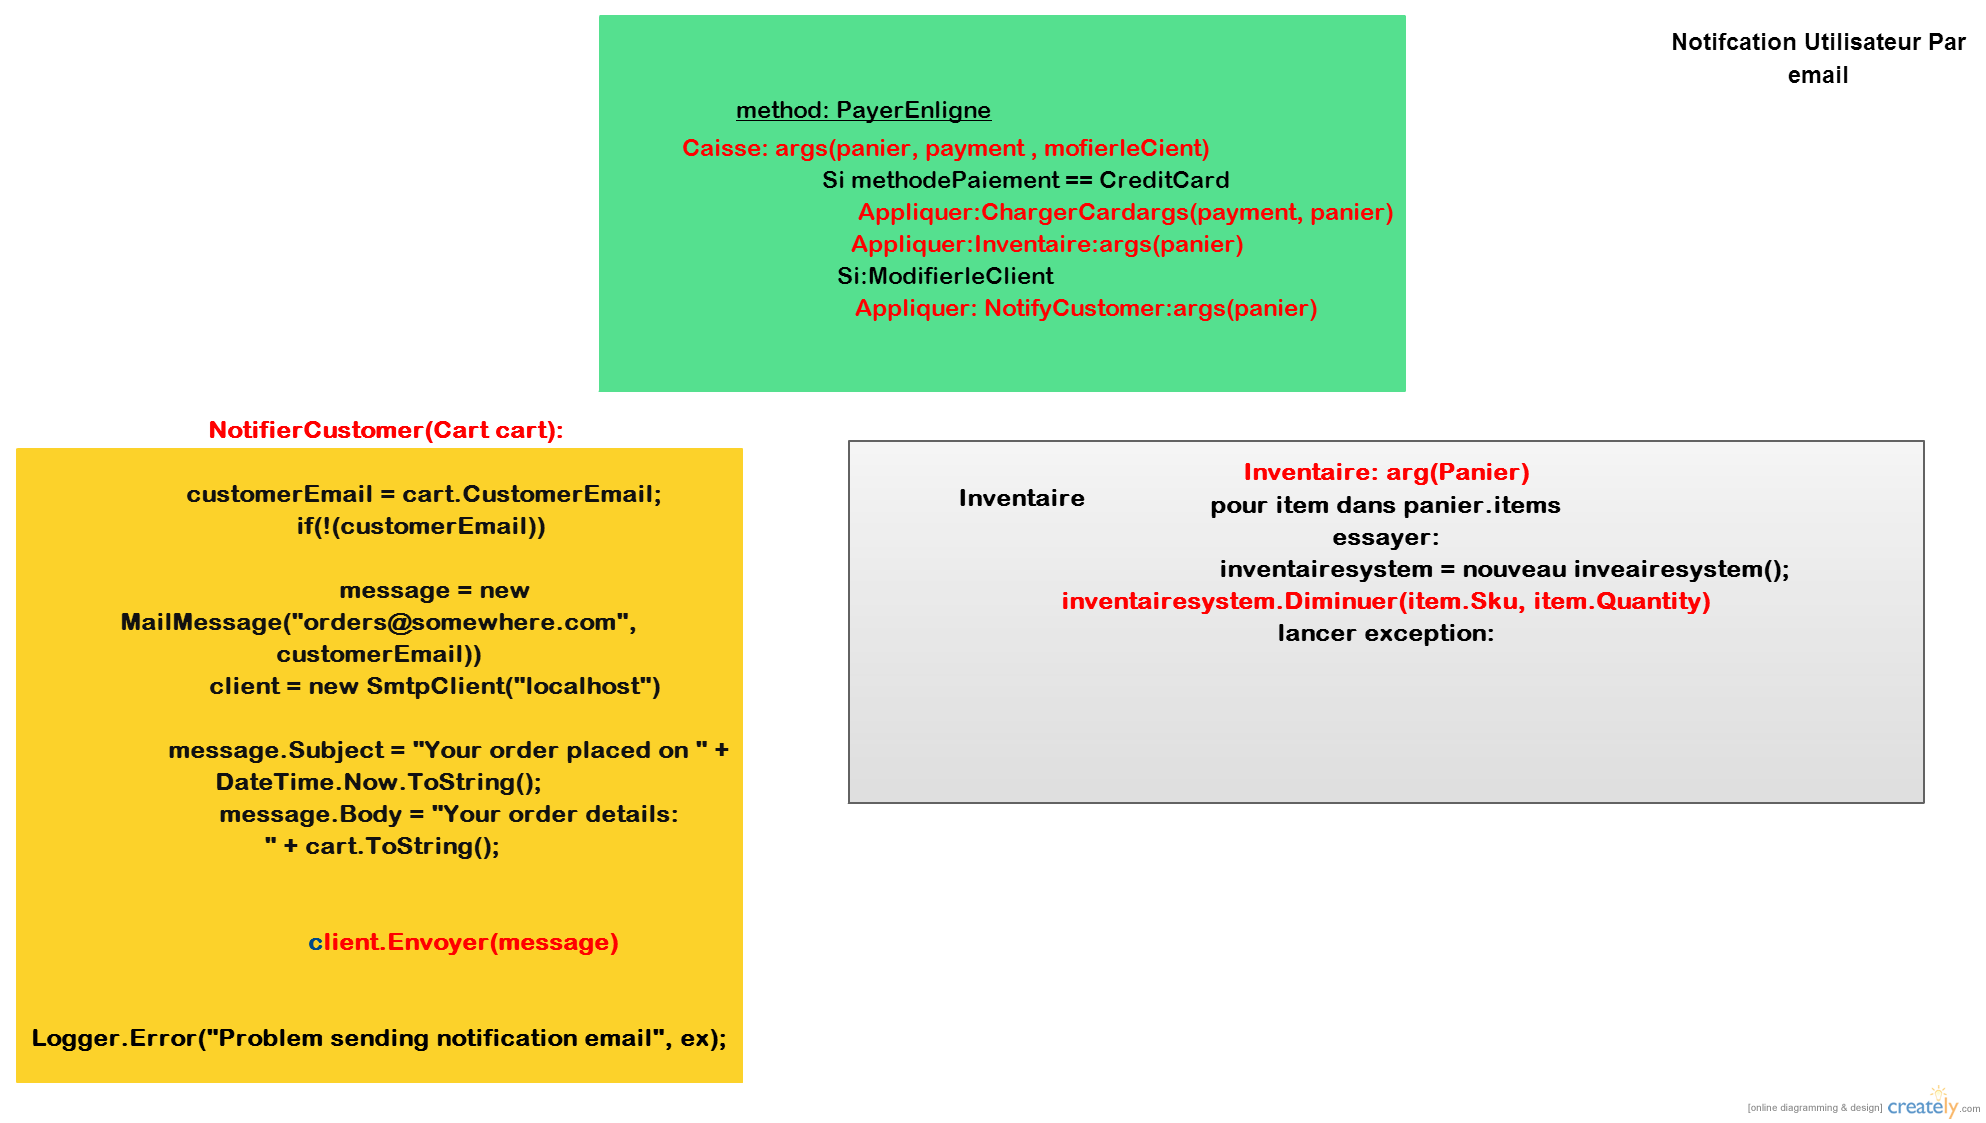 Notifcation Utilisateur Par
email
method: PayerEnligne
Caisse: args(panier, payment , mofierleCient)
Si methodePaiement == CreditCard
Appliquer:ChargerCardargs(payment, panier)
Appliquer:Inventaire:args(panier)
Si:ModifierleClient
Appliquer: NotifyCustomer:args(panier)
NotifierCustomer(Cart cart):
customerEmail = cart.CustomerEmail;
if(!(customerEmail))
message = new
MailMessage("orders@somewhere.com",
customerEmail))
client = new SmtpClient("localhost")
message.Subject = "Your order placed on " +
DateTime.Now.ToString();
message.Body = "Your order details:
" + cart.ToString();
client.Envoyer(message)
Logger.Error("Problem sending notification email", ex);
Inventaire
Inventaire: arg(Panier)
pour item dans panier.items
essayer:
inventairesystem = nouveau inveairesystem();
inventairesystem.Diminuer(item.Sku, item.Quantity)
lancer exception:
[online diagramming & design] creately.com